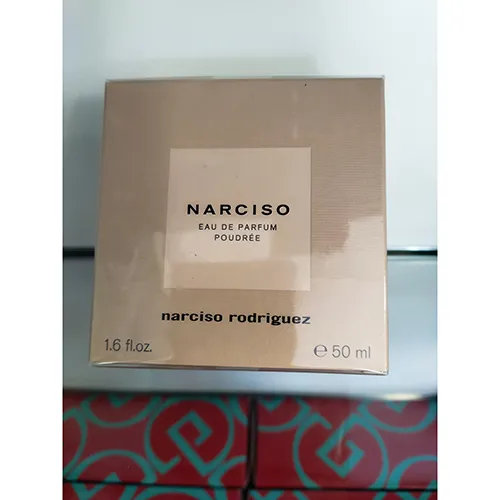 NARCISO
EAU DE PARFUM
POUDRÉE
narciso rodriguez
1.6 fl.oz.
℮ 50 ml